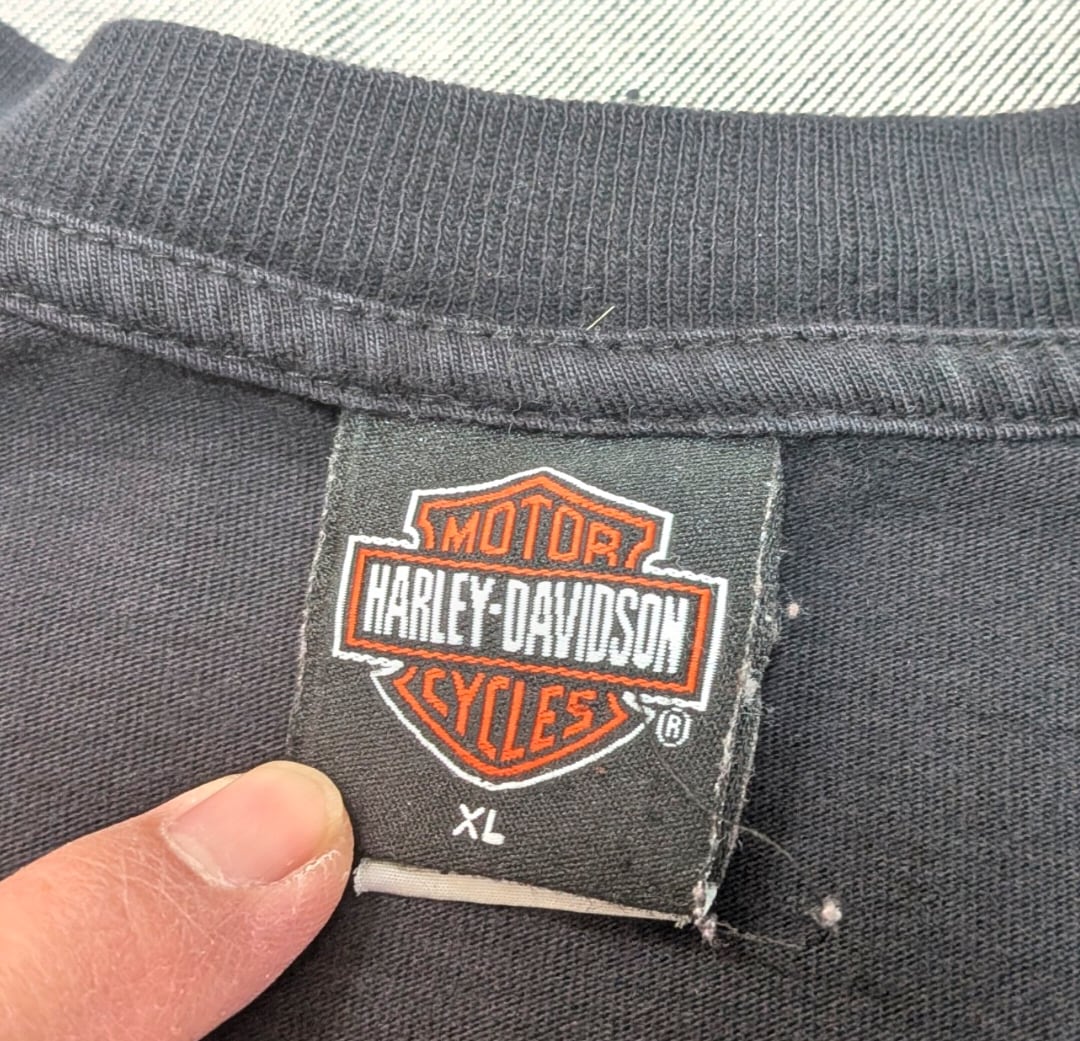 MOTOR
HARLEY-DAVIDSON
CYCLES
®
XL